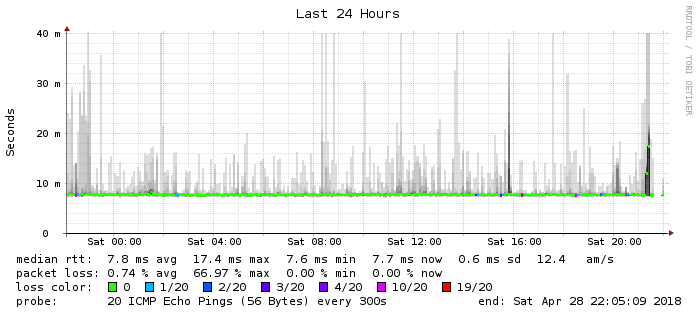 Last 24 Hours
RRDTOOL / TOBI OETIKER
Seconds
40 m
30 m
20 m
10 m
0
Sat 00:00 Sat 04:00 Sat 08:00 Sat 12:00 Sat 16:00 Sat 20:00
median rtt: 7.8 ms avg 17.4 ms max 7.6 ms min 7.7 ms now 0.6 ms sd 12.4 am/s
packet loss: 0.74 % avg 66.97 % max 0.00 % min 0.00 % now
loss color: 0 1/20 2/20 3/20 4/20 10/20 19/20
probe: 20 ICMP Echo Pings (56 Bytes) every 300s end: Sat Apr 28 22:05:09 2018